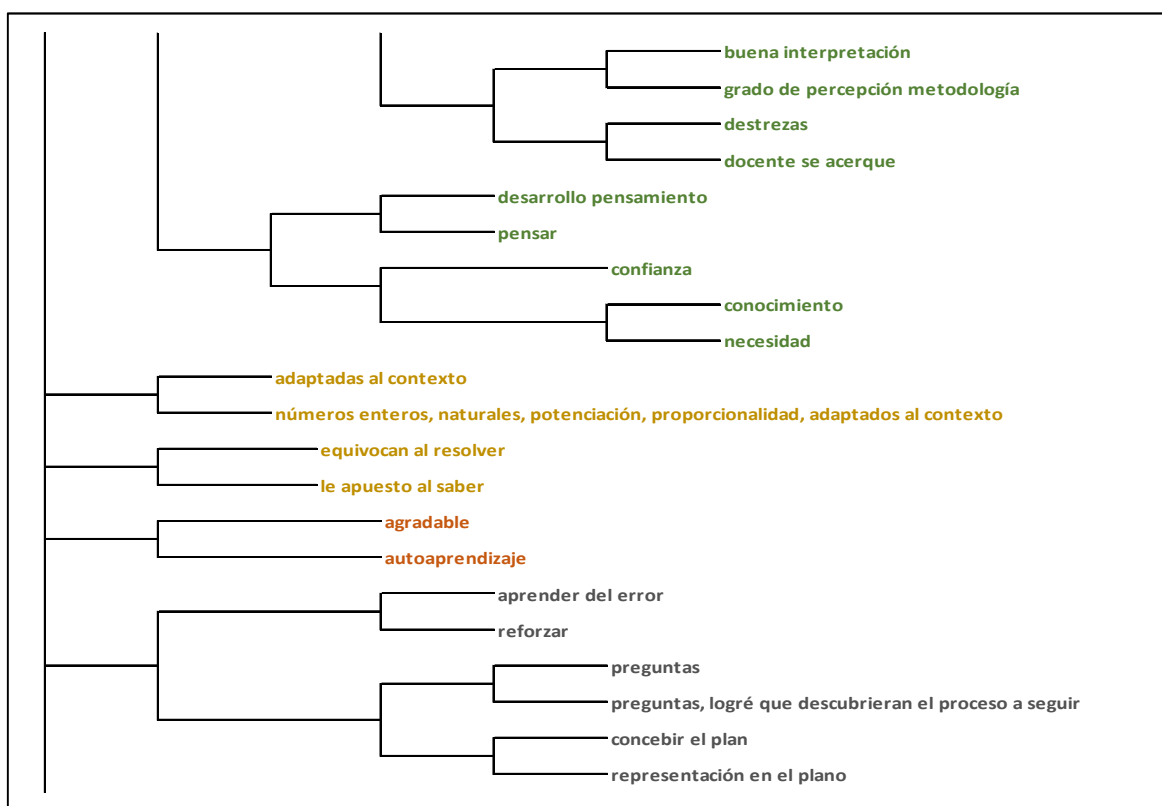 buena interpretación
grado de percepción metodología
destrezas
docente se acerque
desarrollo pensamiento
pensar
confianza
conocimiento
necesidad
adaptadas al contexto
números enteros, naturales, potenciación, proporcionalidad, adaptados al contexto
equivocan al resolver
le apuesto al saber
agradable
autoaprendizaje
aprender del error
reforzar
preguntas
preguntas, logré que descubrieran el proceso a seguir
concebir el plan
representación en el plano